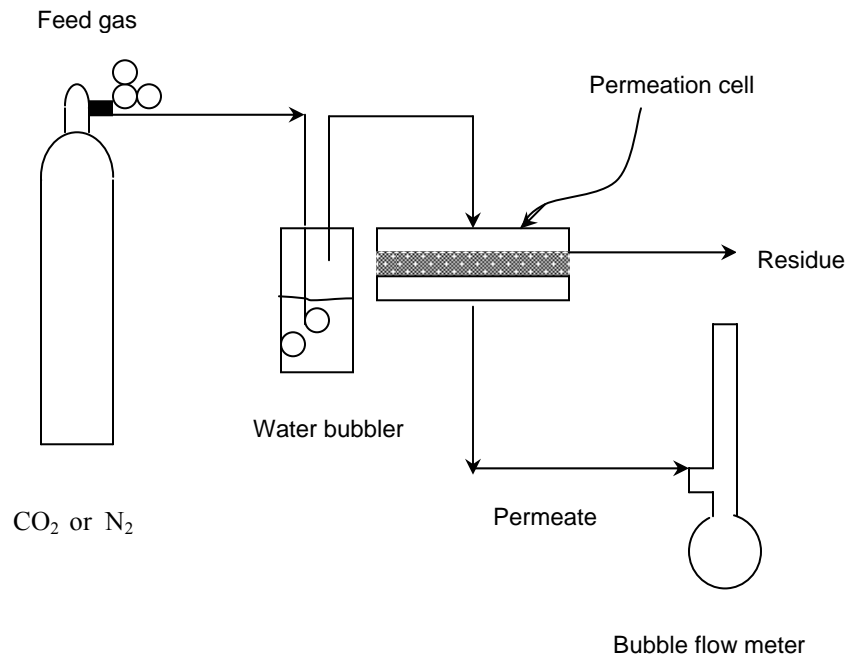 Feed gas
Permeation cell
Residue
Water bubbler
CO₂ or N₂
Permeate
Bubble flow meter